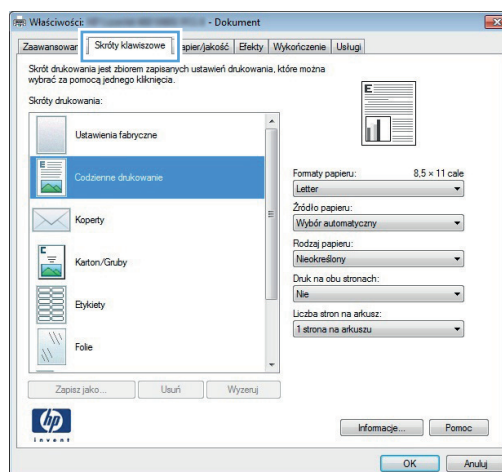 Właściwości:
- Dokument
Zaawansowan
Skróty klawiszowe
apier/jakość
Efekty
Wykończenie
Usługi
Skrót drukowania jest zbiorem zapisanych ustawień drukowania, które można
wybrać za pomocą jednego kliknięcia.
Skróty drukowania:
Ustawienia fabryczne
Codzienne drukowanie
Koperty
Karton/Gruby
Etykiety
Folie
Zapisz jako...
Usuń
Wyzeruj
Formaty papieru: 8,5 × 11 cale
Letter
Źródło papieru:
Wybór automatyczny
Rodzaj papieru:
Nieokreślony
Druk na obu stronach:
Nie
Liczba stron na arkusz:
1 strona na arkuszu
hp
invent
Informacje...
Pomoc
OK
Anuluj